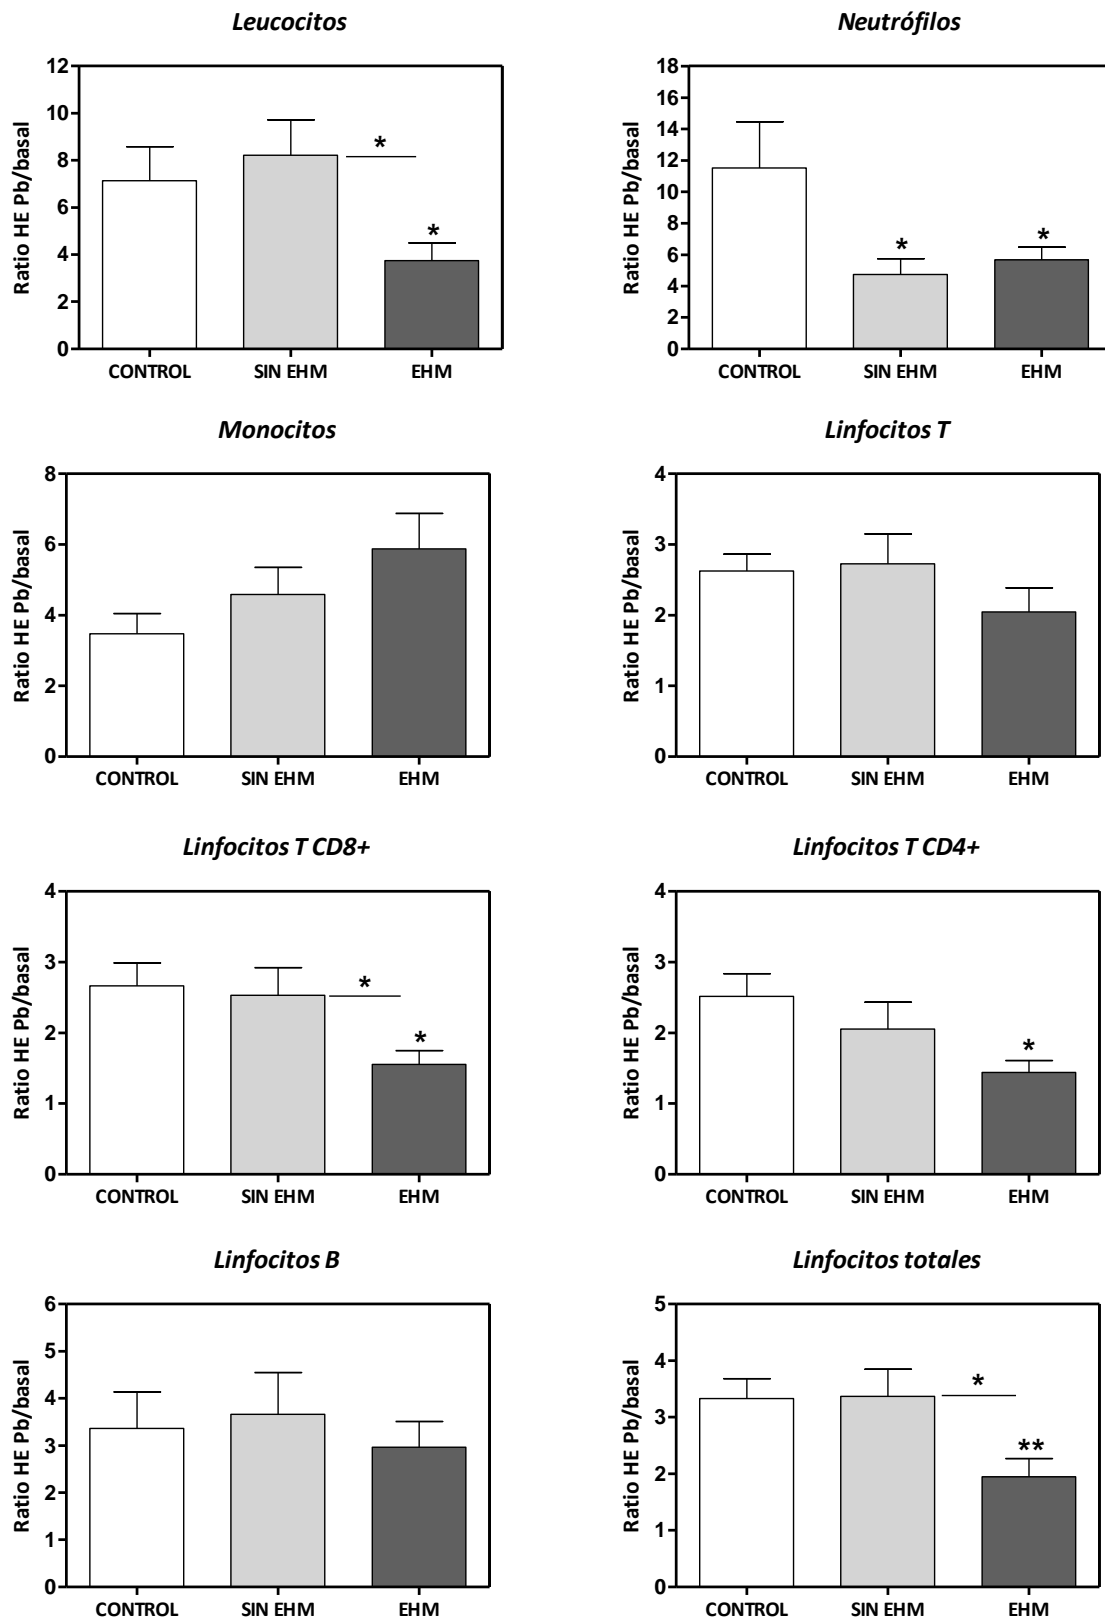 Leucocitos
Ratio HE Pb/basal
12
10
8
6
4
2
0
*
*
CONTROL SIN EHM EHM
Neutrófilos
Ratio HE Pb/basal
18
16
14
12
10
8
6
4
2
0
*
*
CONTROL SIN EHM EHM
Monocitos
Ratio HE Pb/basal
8
6
4
2
0
CONTROL SIN EHM EHM
Linfocitos T
Ratio HE Pb/basal
4
3
2
1
0
CONTROL SIN EHM EHM
Linfocitos T CD8+
Ratio HE Pb/basal
4
3
2
1
0
*
*
CONTROL SIN EHM EHM
Linfocitos T CD4+
Ratio HE Pb/basal
4
3
2
1
0
*
CONTROL SIN EHM EHM
Linfocitos B
Ratio HE Pb/basal
6
5
4
3
2
1
0
CONTROL SIN EHM EHM
Linfocitos totales
Ratio HE Pb/basal
5
4
3
2
1
0
*
**
CONTROL SIN EHM EHM